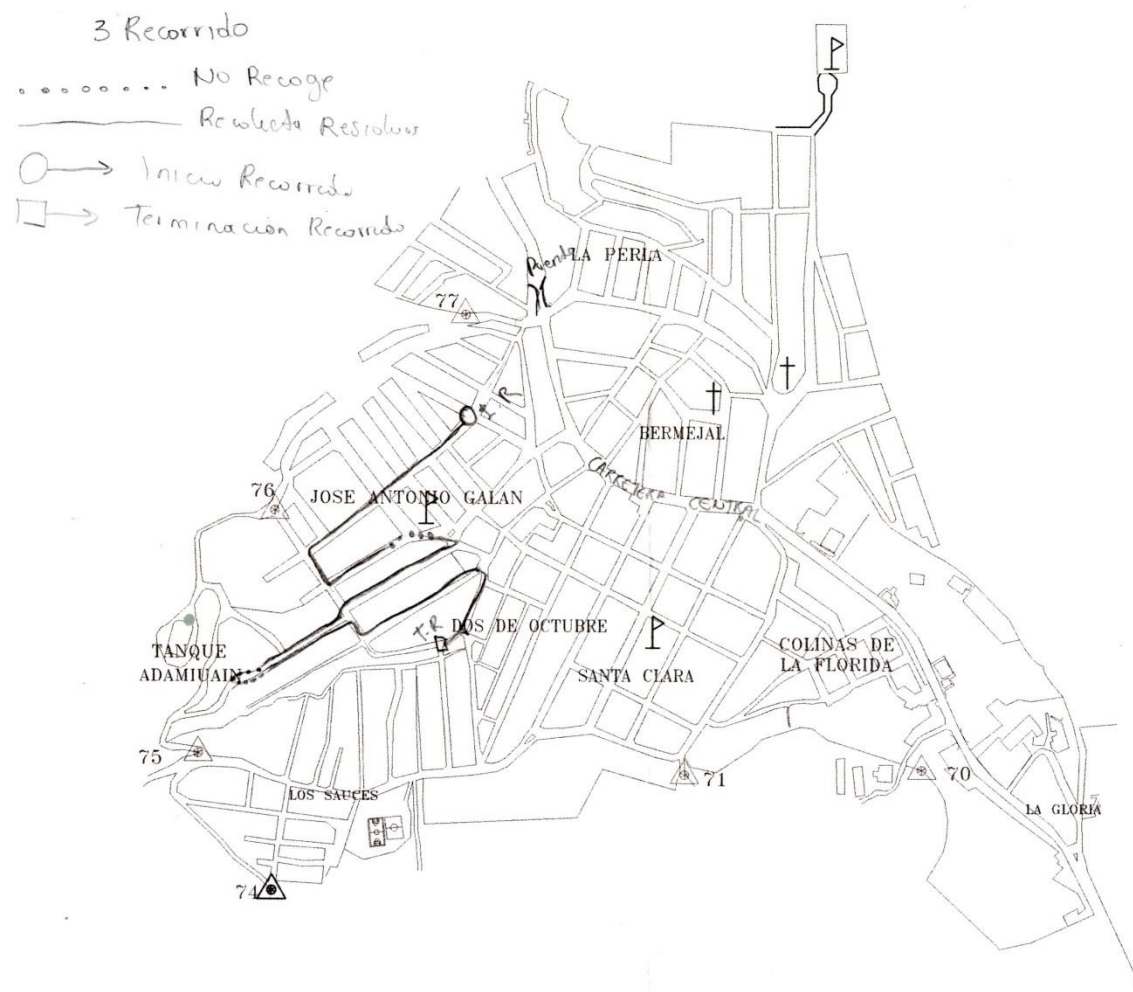 3 Recorrido
No Recoge
Recolecta Residuos
Inicio Recorrido
Terminación Recorrido
Puente
LA PERLA
77
I. R
BERMEJAL
CARRETERA CENTRAL
76
JOSE ANTONIO GALAN
T.R
DOS DE OCTUBRE
TANQUE
ADAMIUAIN
SANTA CLARA
COLINAS DE
LA FLORIDA
75
71
70
LOS SAUCES
LA GLORIA
74